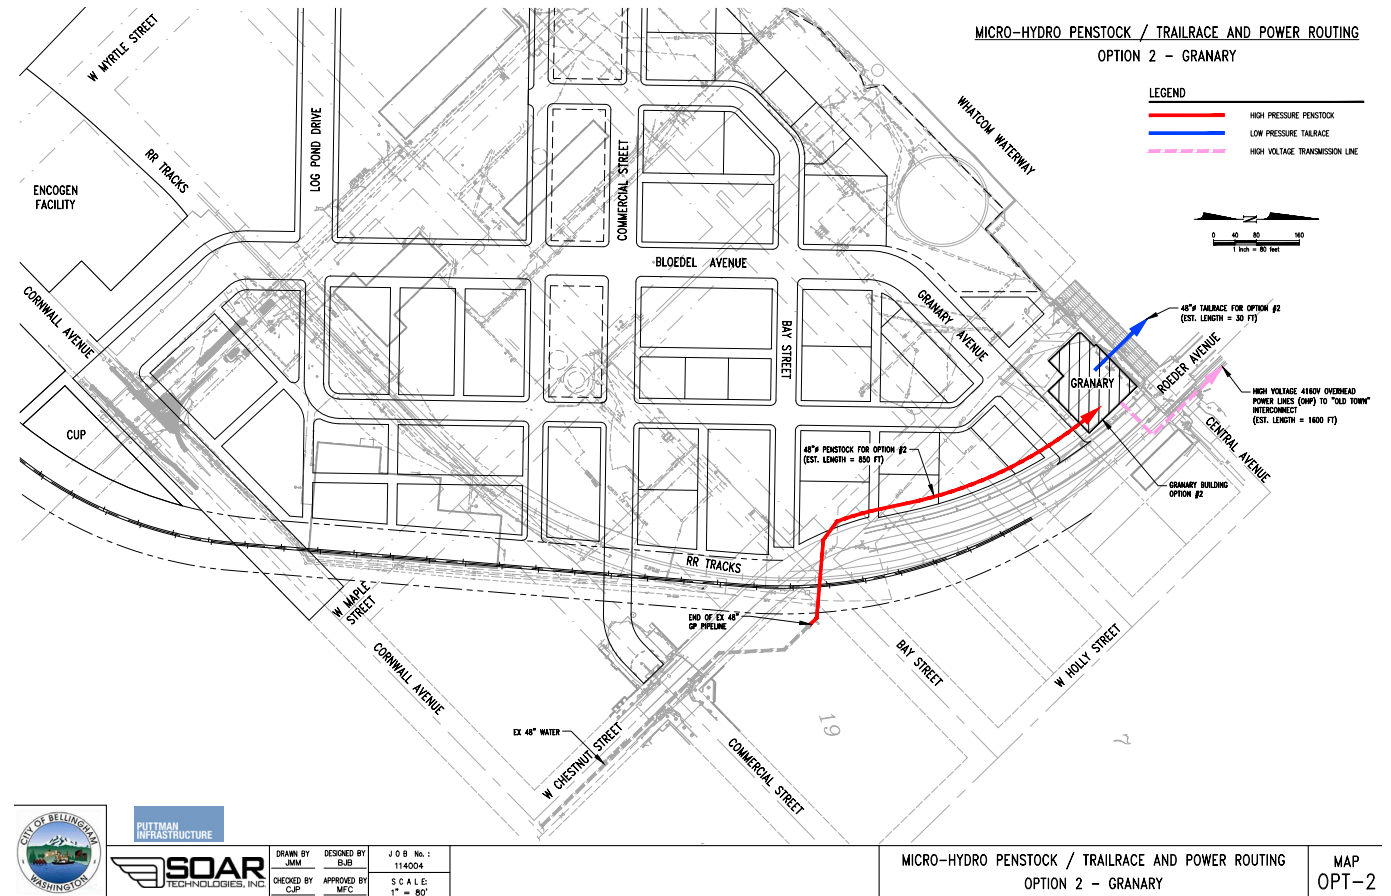 MICRO-HYDRO PENSTOCK / TRAILRACE AND POWER ROUTING
OPTION 2 - GRANARY
LEGEND
HIGH PRESSURE PENSTOCK
LOW PRESSURE TAILRACE
HIGH VOLTAGE TRANSMISSION LINE
N
0 40 80 160
1 inch = 80 feet
W MYRTLE STREET
RR TRACKS
ENCOGEN
FACILITY
LOG POND DRIVE
COMMERCIAL STREET
WHATCOM WATERWAY
BLOEDEL AVENUE
CORNWALL AVENUE
GRANARY AVENUE
BAY STREET
48"ø TAILRACE FOR OPTION #2
(EST. LENGTH = 30 FT)
ROEDER AVENUE
GRANARY
HIGH VOLTAGE 4160V OVERHEAD
POWER LINES (OHP) TO "OLD TOWN"
INTERCONNECT
(EST. LENGTH = 1600 FT)
CENTRAL AVENUE
CUP
48"ø PENSTOCK FOR OPTION #2
(EST. LENGTH = 850 FT)
GRANARY BUILDING
OPTION #2
RR TRACKS
W MAPLE
STREET
END OF EX 48"
GP PIPELINE
CORNWALL AVENUE
BAY STREET
W HOLLY STREET
19
7
EX 48" WATER
W CHESTNUT STREET
COMMERCIAL STREET
CITY OF BELLINGHAM
WASHINGTON
PUTTMAN
INFRASTRUCTURE
SOAR
TECHNOLOGIES, INC.
DRAWN BY
JMM
DESIGNED BY
BJB
JOB No.:
114004
CHECKED BY
CJP
APPROVED BY
MFC
SCALE:
1" = 80'
MICRO-HYDRO PENSTOCK / TRAILRACE AND POWER ROUTING
OPTION 2 - GRANARY
MAP
OPT-2